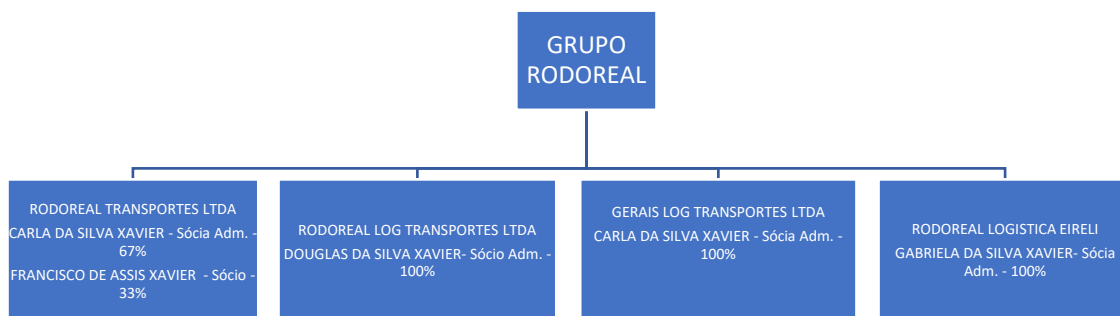 GRUPO
RODOREAL
RODOREAL TRANSPORTES LTDA
CARLA DA SILVA XAVIER - Sócia Adm. -
67%
FRANCISCO DE ASSIS XAVIER - Sócio -
33%
RODOREAL LOG TRANSPORTES LTDA
DOUGLAS DA SILVA XAVIER- Sócio Adm. -
100%
GERAIS LOG TRANSPORTES LTDA
CARLA DA SILVA XAVIER - Sócia Adm. -
100%
RODOREAL LOGISTICA EIRELI
GABRIELA DA SILVA XAVIER- Sócia
Adm. - 100%